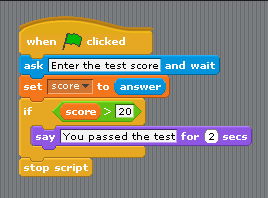 when clicked
ask Enter the test score and wait
set score to answer
if score > 20
say You passed the test for 2 secs
stop script